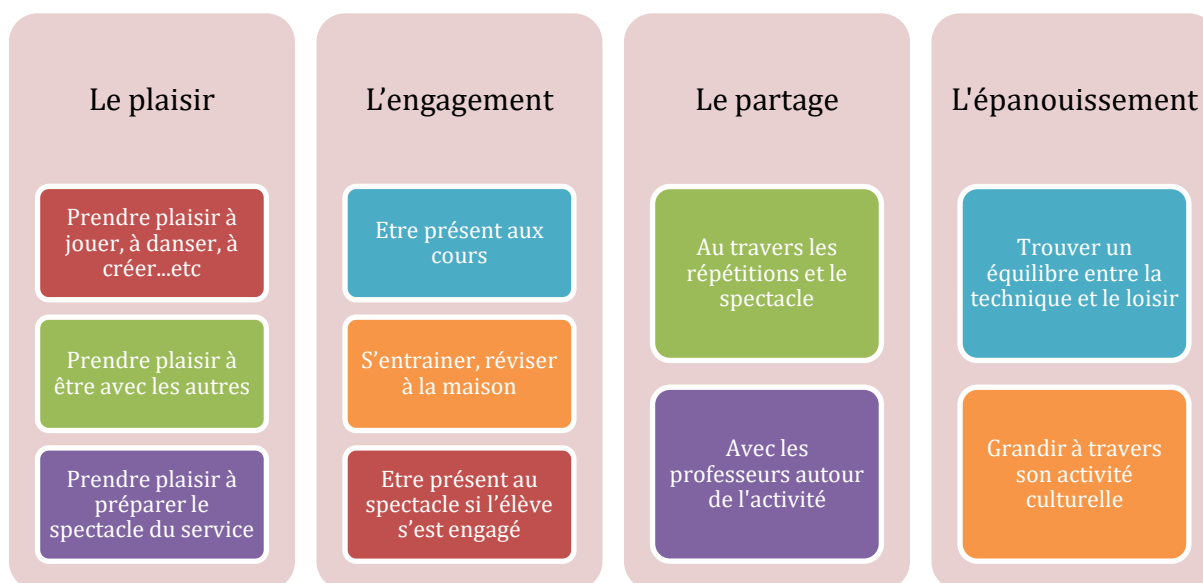 Le plaisir
Prendre plaisir à
jouer, à danser, à
créer...etc
Prendre plaisir à
être avec les autres
Prendre plaisir à
préparer le
spectacle du service
L’engagement
Etre présent aux
cours
S’entrainer, réviser
à la maison
Etre présent au
spectacle si l’élève
s’est engagé
Le partage
Au travers les
répétitions et le
spectacle
Avec les
professeurs autour
de l'activité
L'épanouissement
Trouver un
équilibre entre la
technique et le loisir
Grandir à travers
son activité
culturelle